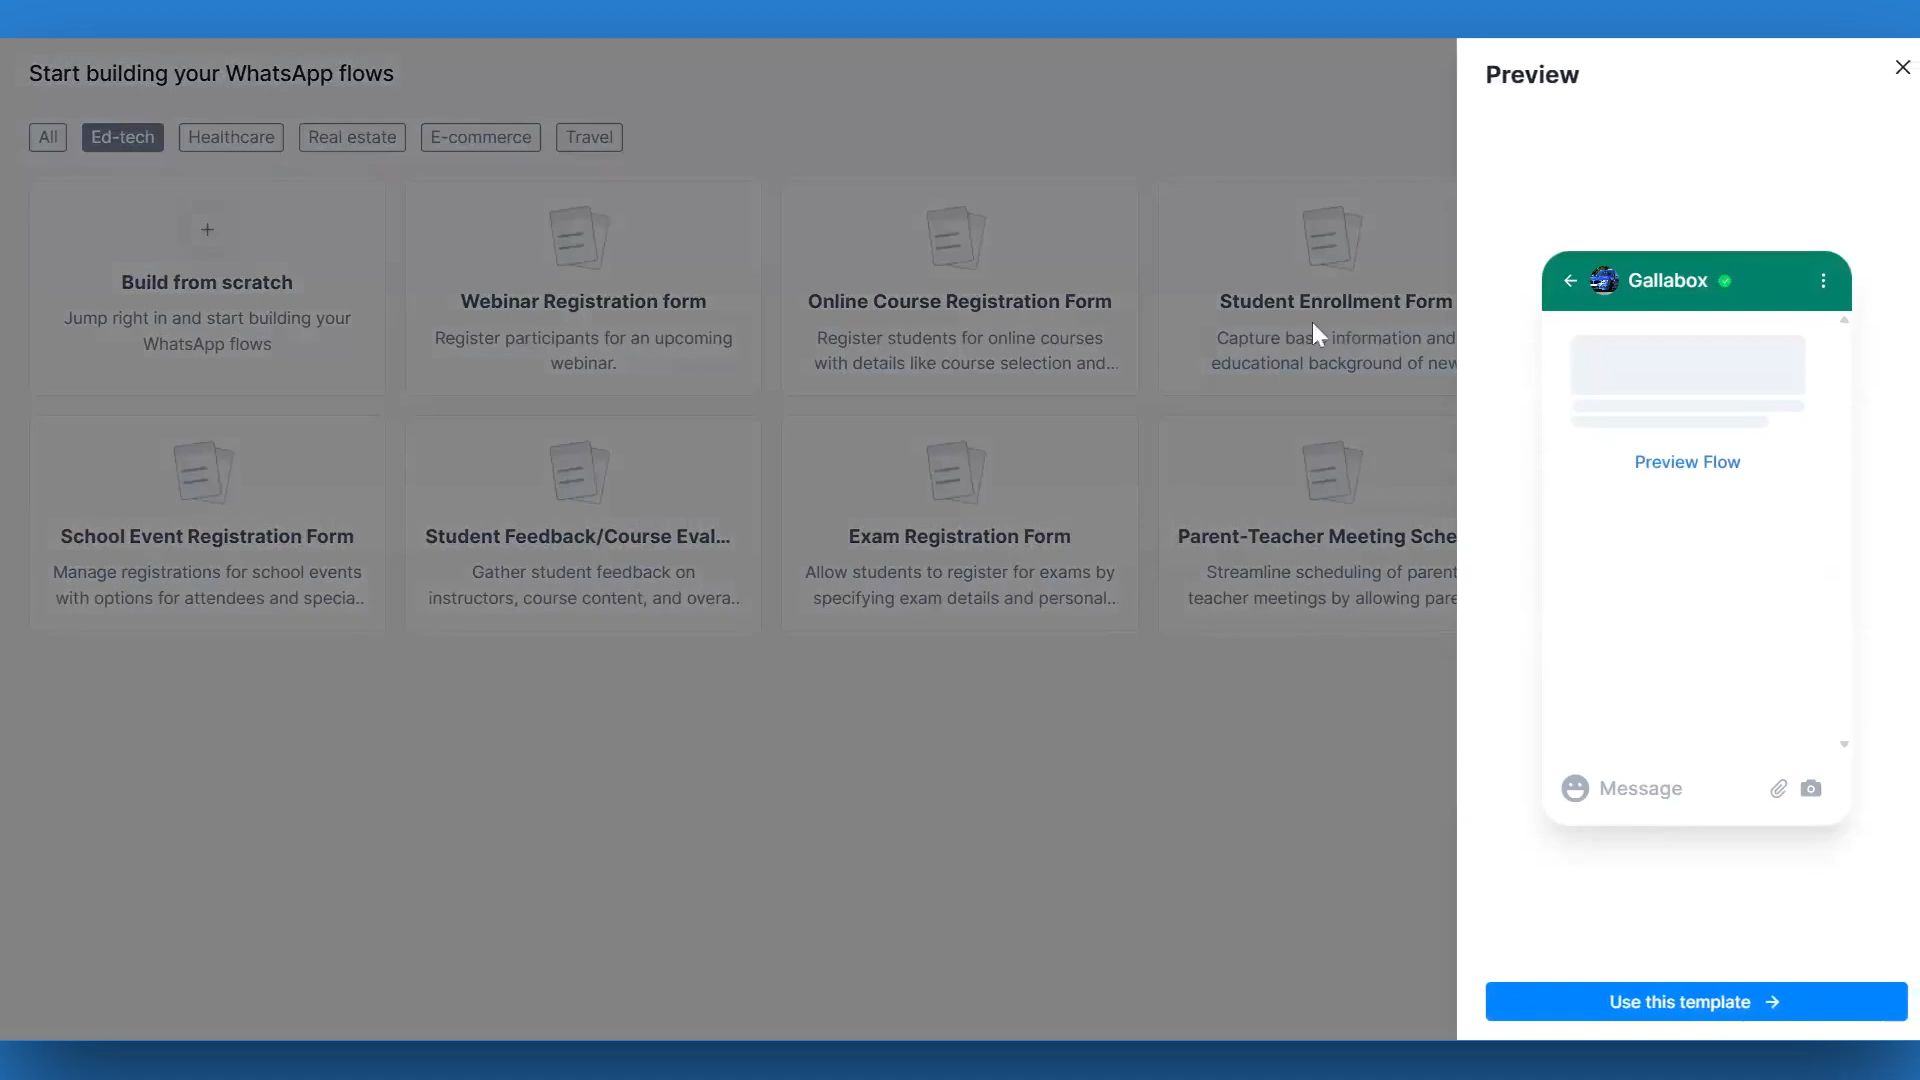 Start building your WhatsApp flows
Preview
All
Ed-tech
Healthcare
Real estate
E-commerce
Travel
Build from scratch
Jump right in and start building your
WhatsApp flows
Webinar Registration form
Register participants for an upcoming
webinar.
Online Course Registration Form
Register students for online courses
with details like course selection and...
Student Enrollment Form
Capture basi information and
educational background of new
School Event Registration Form
Manage registrations for school events
with options for attendees and specia..
Student Feedback/Course Eval...
Gather student feedback on
instructors, course content, and overa..
Exam Registration Form
Allow students to register for exams by
specifying exam details and personal..
Parent-Teacher Meeting Sche
Streamline scheduling of parent
teacher meetings by allowing pare
Gallabox
Preview Flow
Message
Use this template